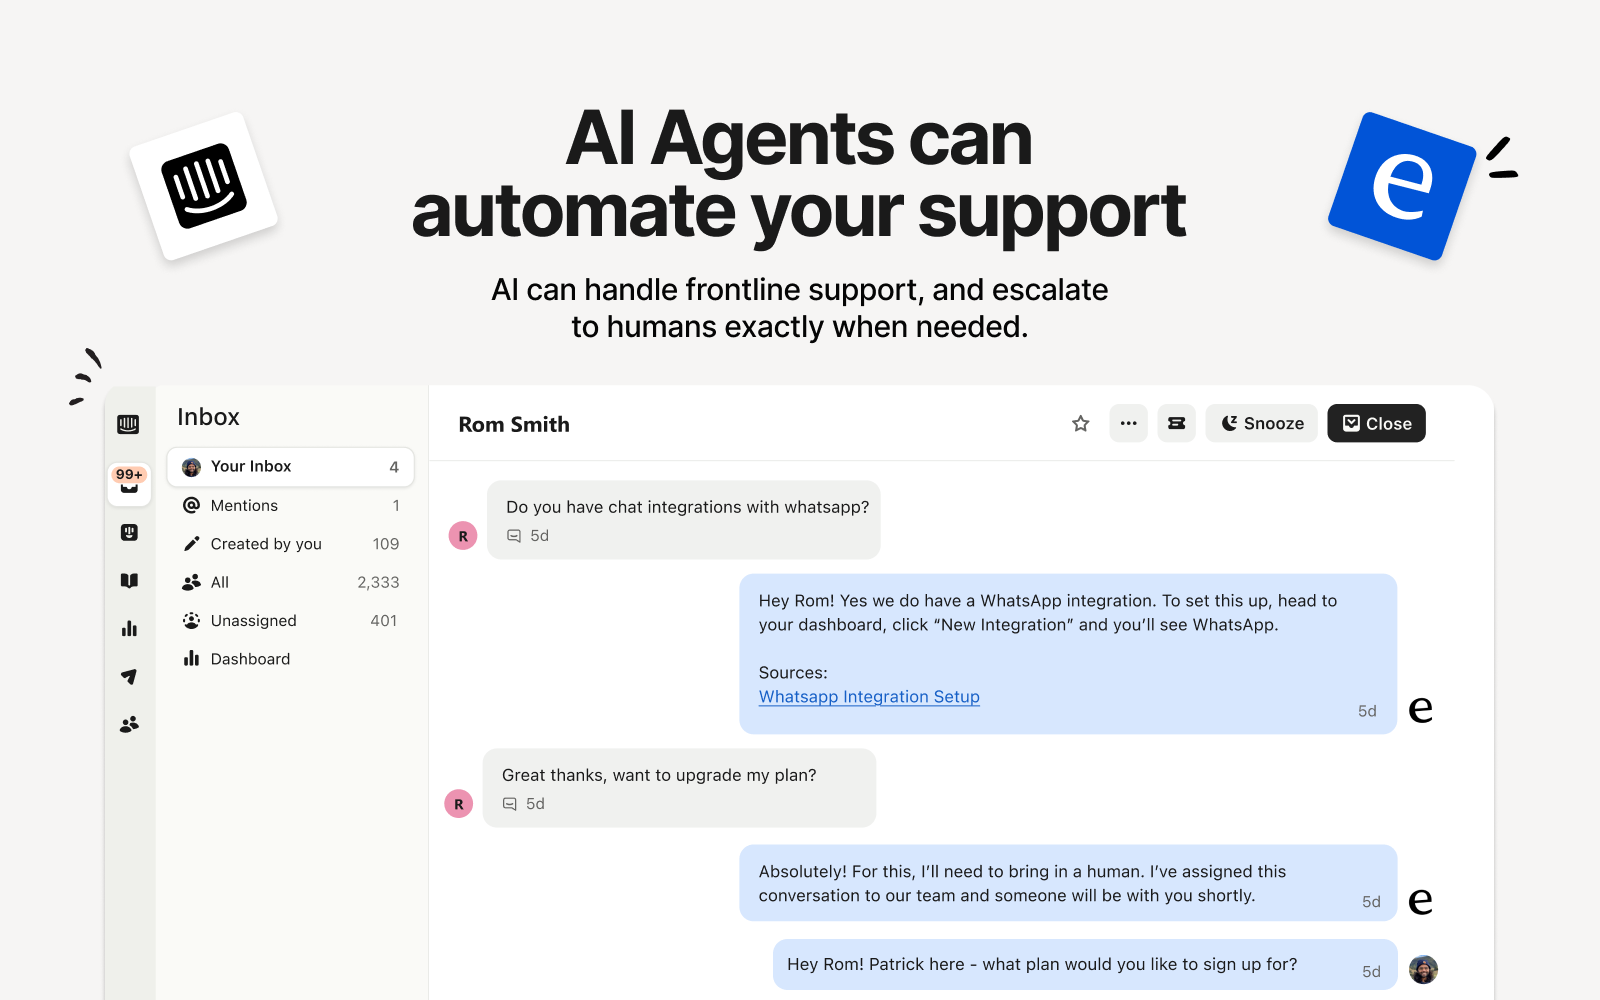 AI Agents can
automate your support
AI can handle frontline support, and escalate
to humans exactly when needed.
e
99+
Inbox
Your Inbox 4
Mentions 1
Created by you 109
All 2,333
Unassigned 401
Dashboard
Rom Smith
Snooze
Close
Do you have chat integrations with whatsapp?
5d
R
Hey Rom! Yes we do have a WhatsApp integration. To set this up, head to
your dashboard, click “New Integration” and you’ll see WhatsApp.
Sources:
Whatsapp Integration Setup
5d
e
Great thanks, want to upgrade my plan?
5d
R
Absolutely! For this, I’ll need to bring in a human. I’ve assigned this
conversation to our team and someone will be with you shortly.
5d
e
Hey Rom! Patrick here - what plan would you like to sign up for?
5d